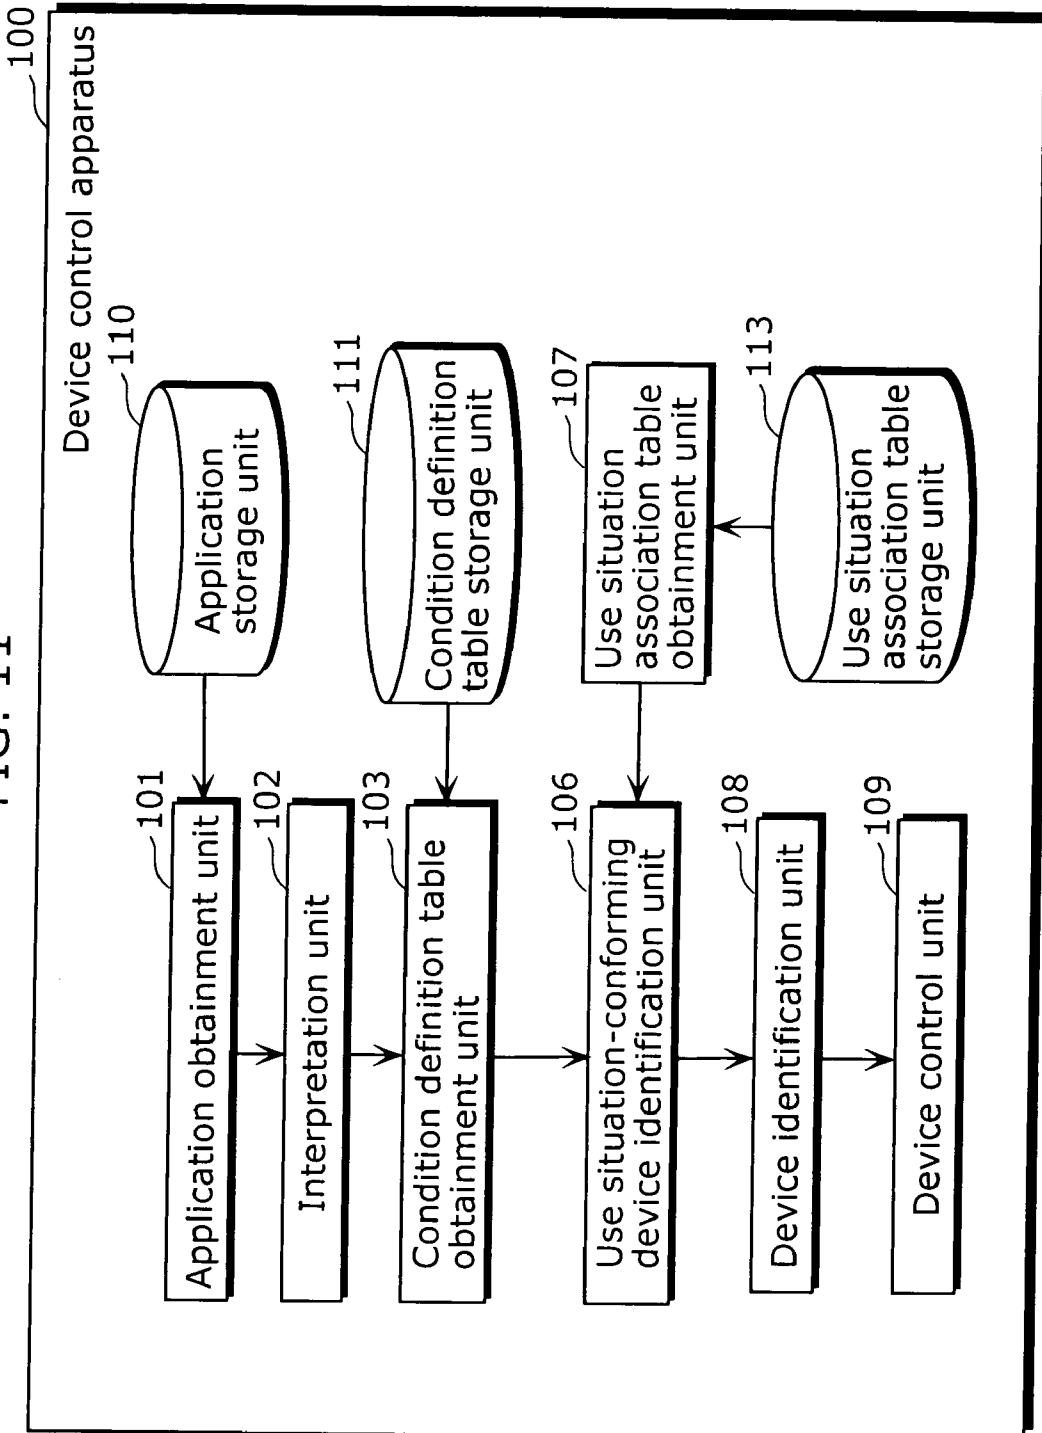 FIG. 11
100
Device control apparatus
110
Application
storage unit
101
Application obtainment unit
102
Interpretation unit
111
Condition definition
table storage unit
103
Condition definition table
obtainment unit
107
Use situation
association table
obtainment unit
106
Use situation-conforming
device identification unit
113
Use situation
association table
storage unit
108
Device identification unit
109
Device control unit